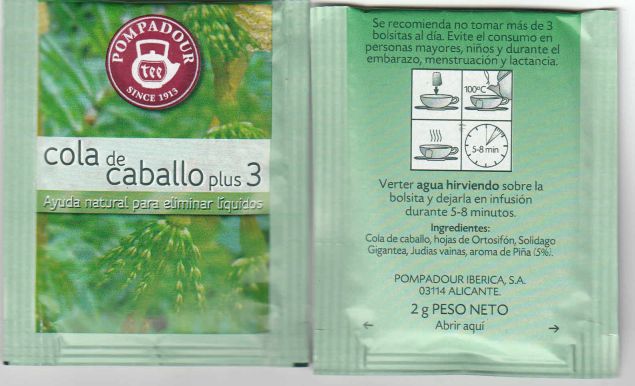 POMPADOUR
tee
SINCE 1913
cola de
caballo plus 3
Ayuda natural para eliminar líquidos
Se recomienda no tomar más de 3
bolsitas al día. Evite el consumo en
personas mayores, niños y durante el
embarazo, menstruación y lactancia.
100ºC
5-8 min
Verter agua hirviendo sobre la
bolsita y dejarla en infusión
durante 5-8 minutos.
Ingredientes:
Cola de caballo, hojas de Ortosifón, Solidago
Gigantea, Judías vainas, aroma de Piña (5%).
POMPADOUR IBERICA, S.A.
03114 ALICANTE.
2 g PESO NETO
Abrir aquí